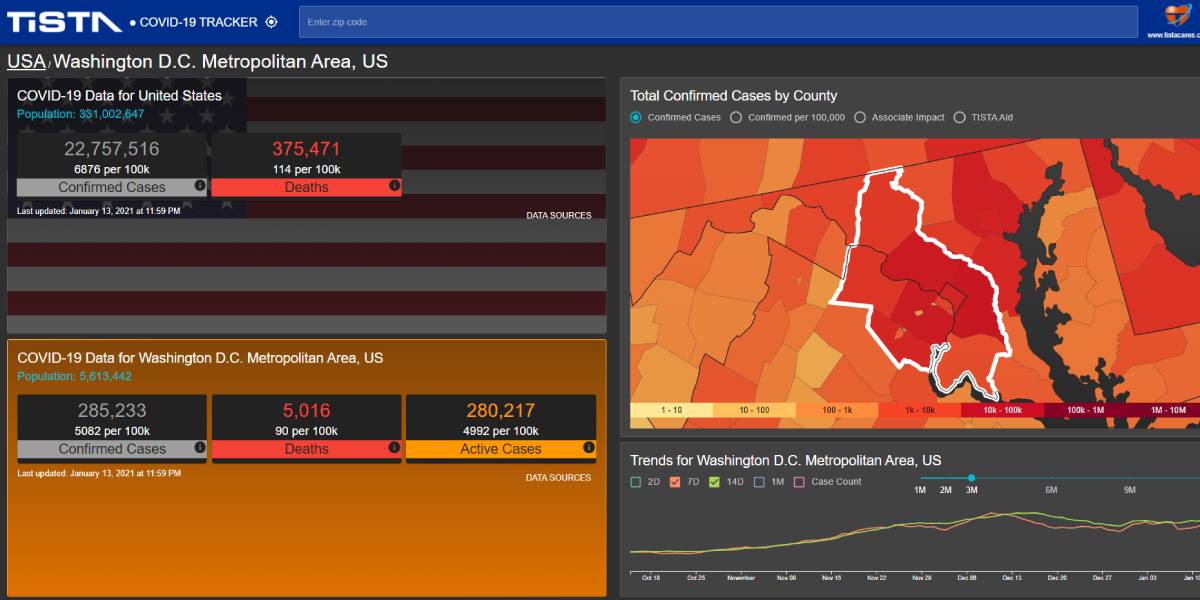 TiSTA • COVID-19 TRACKER
Enter zip code
www.tistacares.c
USA/Washington D.C. Metropolitan Area, US
COVID-19 Data for United States
Population: 331,002,647
22,757,516
6876 per 100k
Confirmed Cases
375,471
114 per 100k
Deaths
Last updated: January 13, 2021 at 11:59 PM
DATA SOURCES
COVID-19 Data for Washington D.C. Metropolitan Area, US
Population: 5,613,442
285,233
5082 per 100k
Confirmed Cases
5,016
90 per 100k
Deaths
280,217
4992 per 100k
Active Cases
Last updated: January 13, 2021 at 11:59 PM
DATA SOURCES
Total Confirmed Cases by County
Confirmed Cases Confirmed per 100,000 Associate Impact TISTA Aid
1 - 10 10 - 100 100 - 1k 1k - 10k 10k - 100k 100k - 1M 1M - 10M
Trends for Washington D.C. Metropolitan Area, US
2D 7D 14D 1M Case Count
1M 2M 3M 6M 9M
Oct 18 Oct 25 November Nov 08 Nov 15 Nov 22 Nov 29 Dec 06 Dec 13 Dec 20 Dec 27 Jan 03 Jan 10